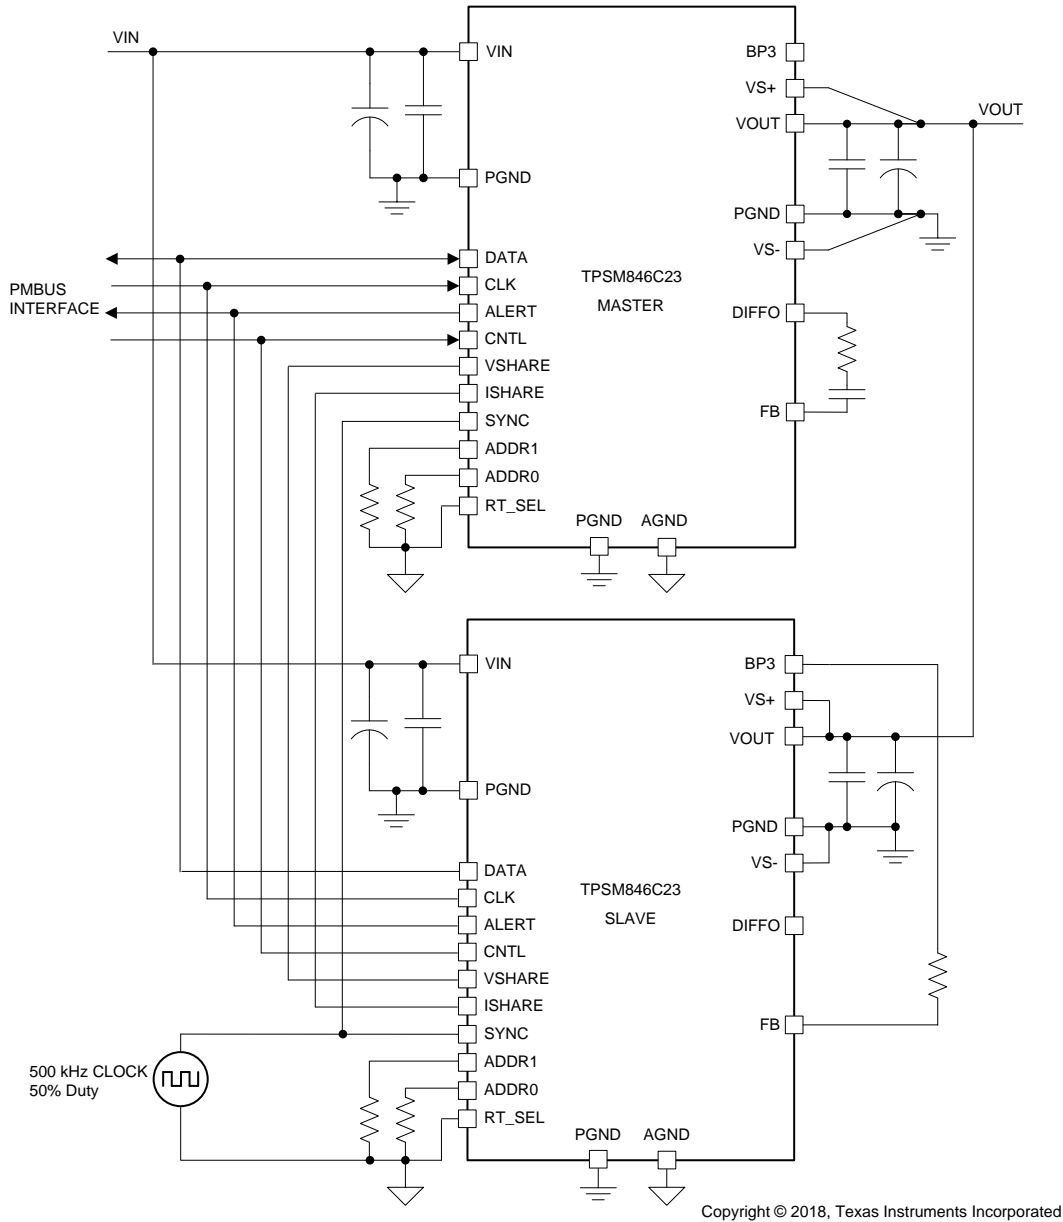 VIN
VIN
PGND
PMBUS
INTERFACE
DATA
CLK
ALERT
CNTL
VSHARE
ISHARE
SYNC
ADDR1
ADDR0
RT_SEL
TPSM846C23
MASTER
BP3
VS+
VOUT
VOUT
PGND
VS-
DIFFO
FB
PGND
AGND
VIN
PGND
DATA
CLK
ALERT
CNTL
VSHARE
ISHARE
SYNC
ADDR1
ADDR0
RT_SEL
500 kHz CLOCK
50% Duty
TPSM846C23
SLAVE
BP3
VS+
VOUT
PGND
VS-
DIFFO
FB
PGND
AGND
Copyright © 2018, Texas Instruments Incorporated